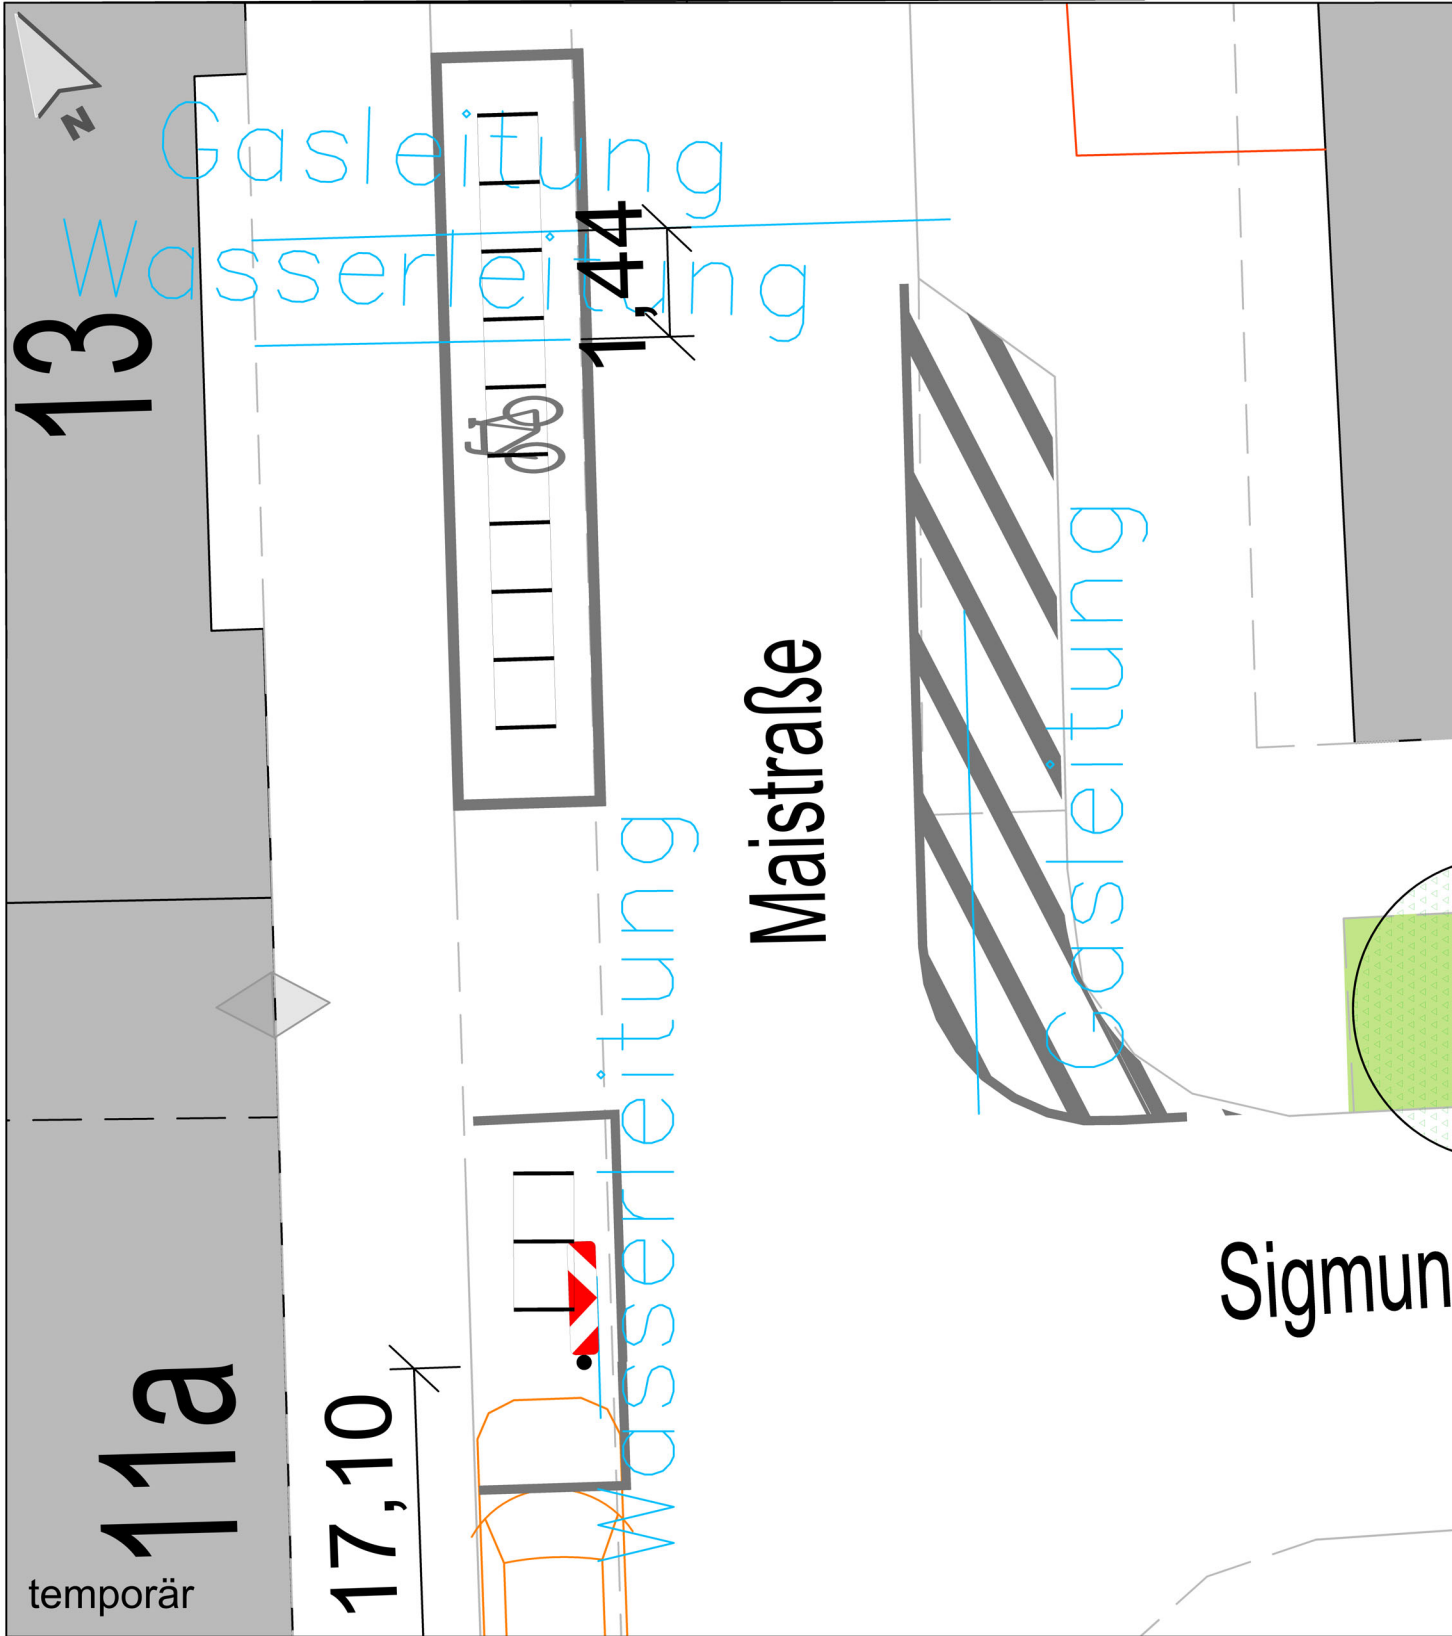 N
Gasleitung
Wasserleitung
1,44
13
Maistraße
Gasleitung
Wasserleitung
Sigmun
11a
17,10
temporär